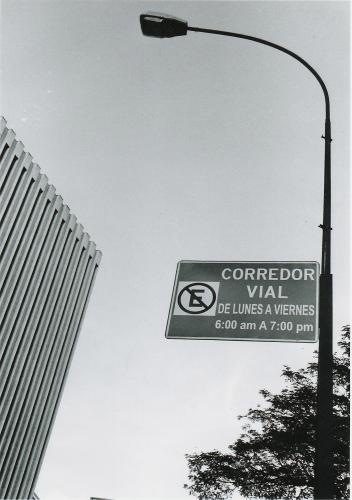 CORREDOR
VIAL
E
DE LUNES A VIERNES
6:00 am A 7:00 pm